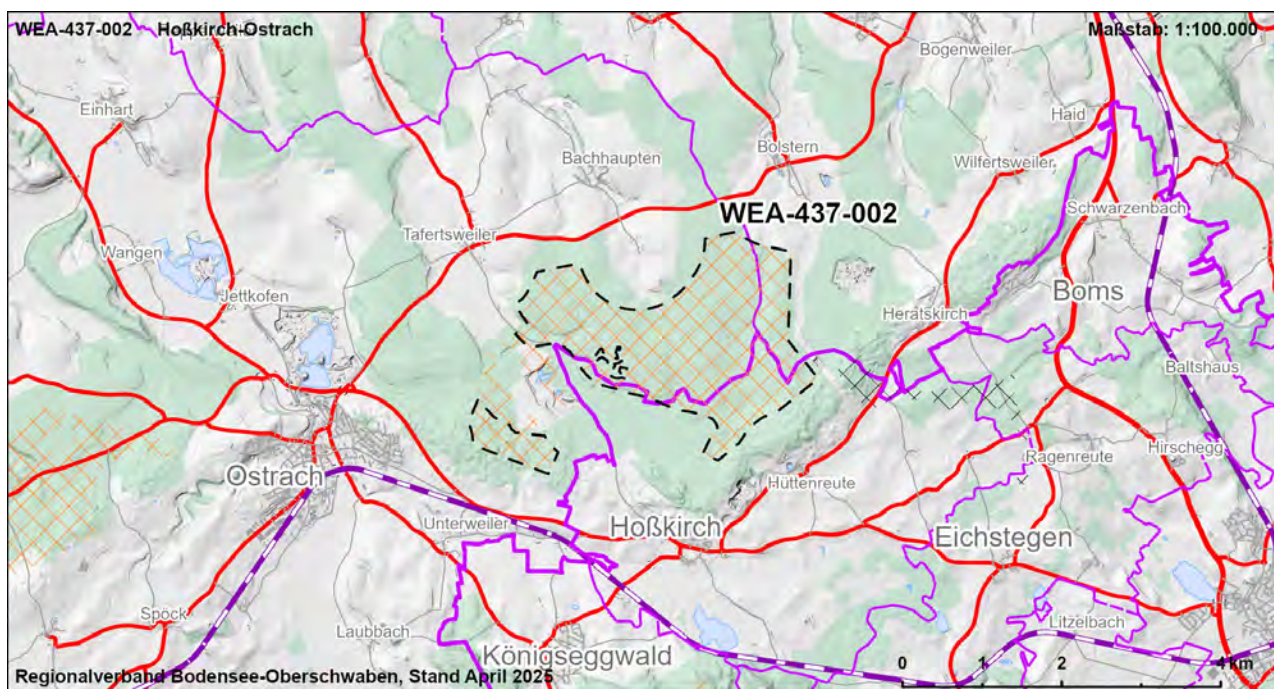 WEA-437-002 Hoßkirch-Ostrach
Maßstab: 1:100.000
Bogenweiler
Einhart
Haid
Bolstern
Bachhaupten
Wilfertsweiler
WEA-437-002
Schwarzenbach
Tafertsweiler
Wangen
Jettkofen
Boms
Heratskirch
Baltshaus
Hirschegg
Ragenreute
Ostrach
Hüttenreute
Unterweiler
Hoßkirch
Eichstegen
Spöck
Laubbach
Litzelbach
Königseggwald
0 1 2 4 Km
Regionalverband Bodensee-Oberschwaben, Stand April 2025